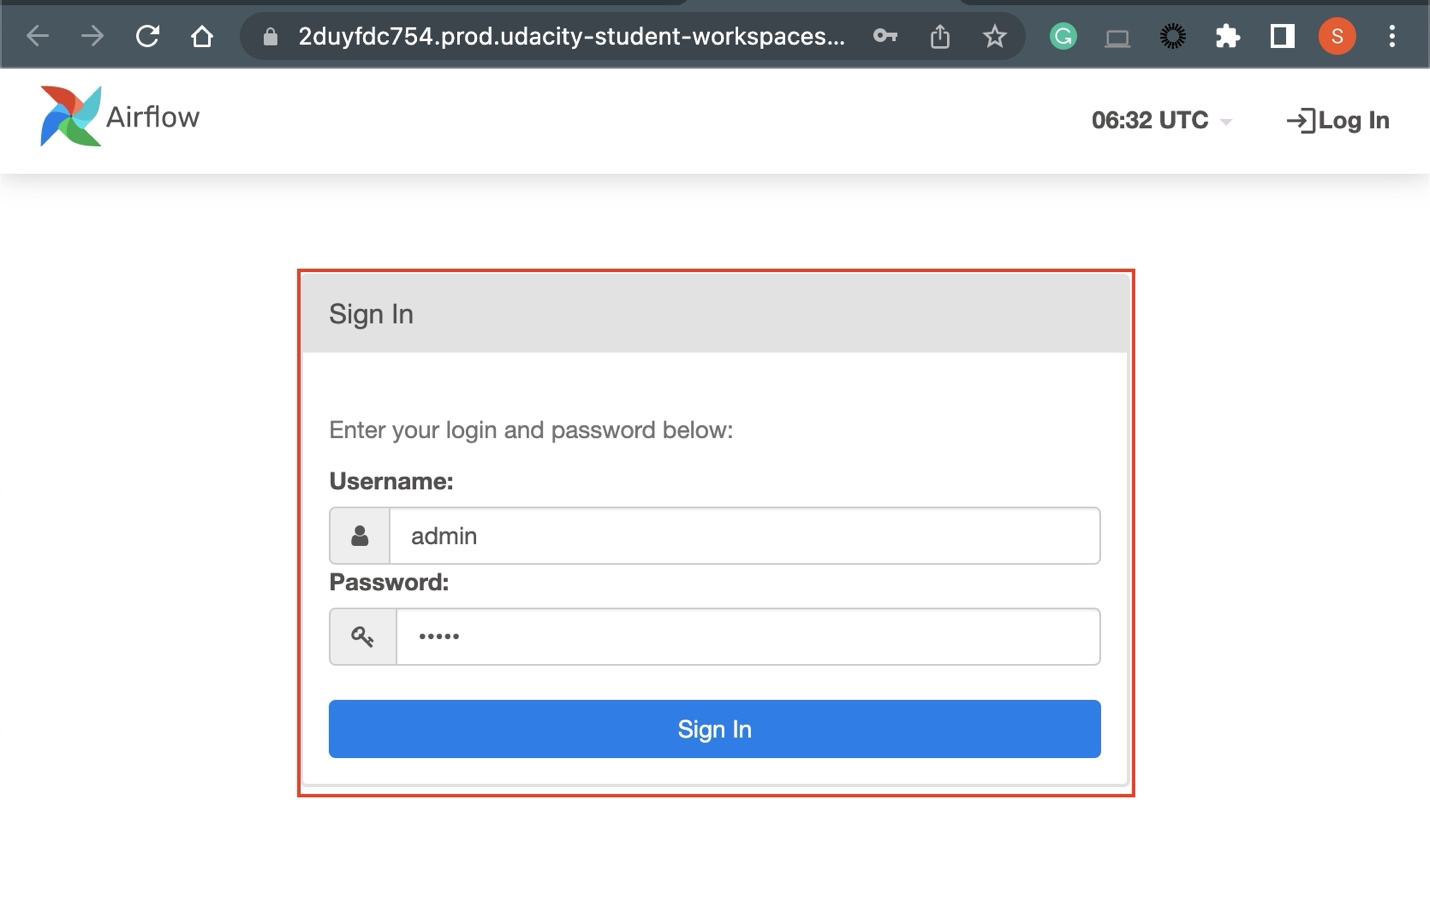 2duyfdc754.prod.udacity-student-workspaces...
S
Airflow
06:32 UTC
Log In
Sign In
Enter your login and password below:
Username:
admin
Password:
•••••
Sign In